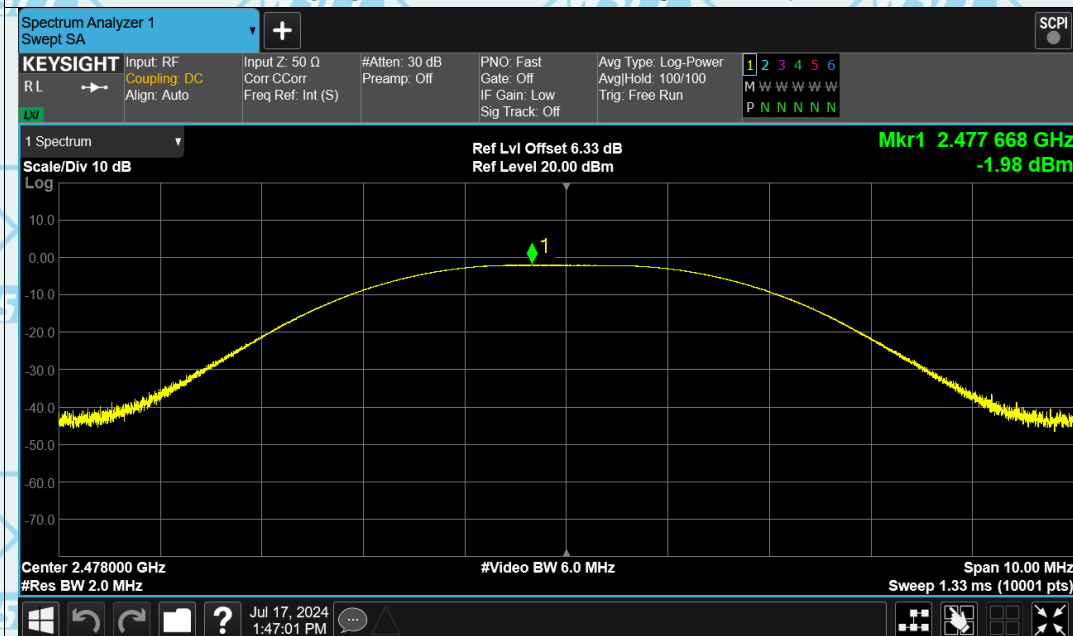 Spectrum Analyzer 1
Swept SA
+
SCPI
KEYSIGHT
RL
LXI
Input: RF
Coupling: DC
Align: Auto
Input Z: 50 Ω
Corr CCorr
Freq Ref: Int (S)
#Atten: 30 dB
Preamp: Off
PNO: Fast
Gate: Off
IF Gain: Low
Sig Track: Off
Avg Type: Log-Power
Avg|Hold: 100/100
Trig: Free Run
1 2 3 4 5 6
M W W W W W
P N N N N N
1 Spectrum
Scale/Div 10 dB
Log
Ref Lvl Offset 6.33 dB
Ref Level 20.00 dBm
Mkr1 2.477 668 GHz
-1.98 dBm
10.0
0.00
-10.0
-20.0
-30.0
-40.0
-50.0
-60.0
-70.0
1
Center 2.478000 GHz
#Res BW 2.0 MHz
#Video BW 6.0 MHz
Span 10.00 MHz
Sweep 1.33 ms (10001 pts)
?
Jul 17, 2024
1:47:01 PM